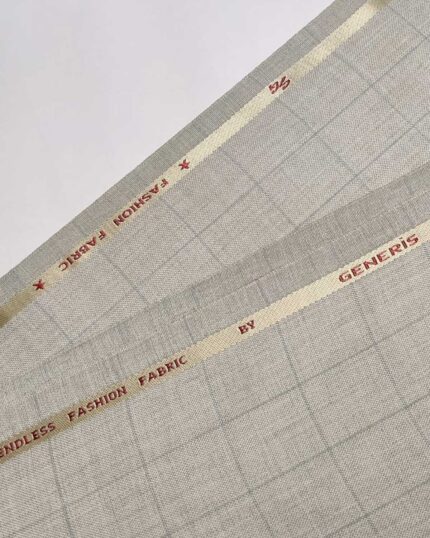 ★ FASHION FABRIC ★
ENDLESS FASHION FABRIC BY GENERiS